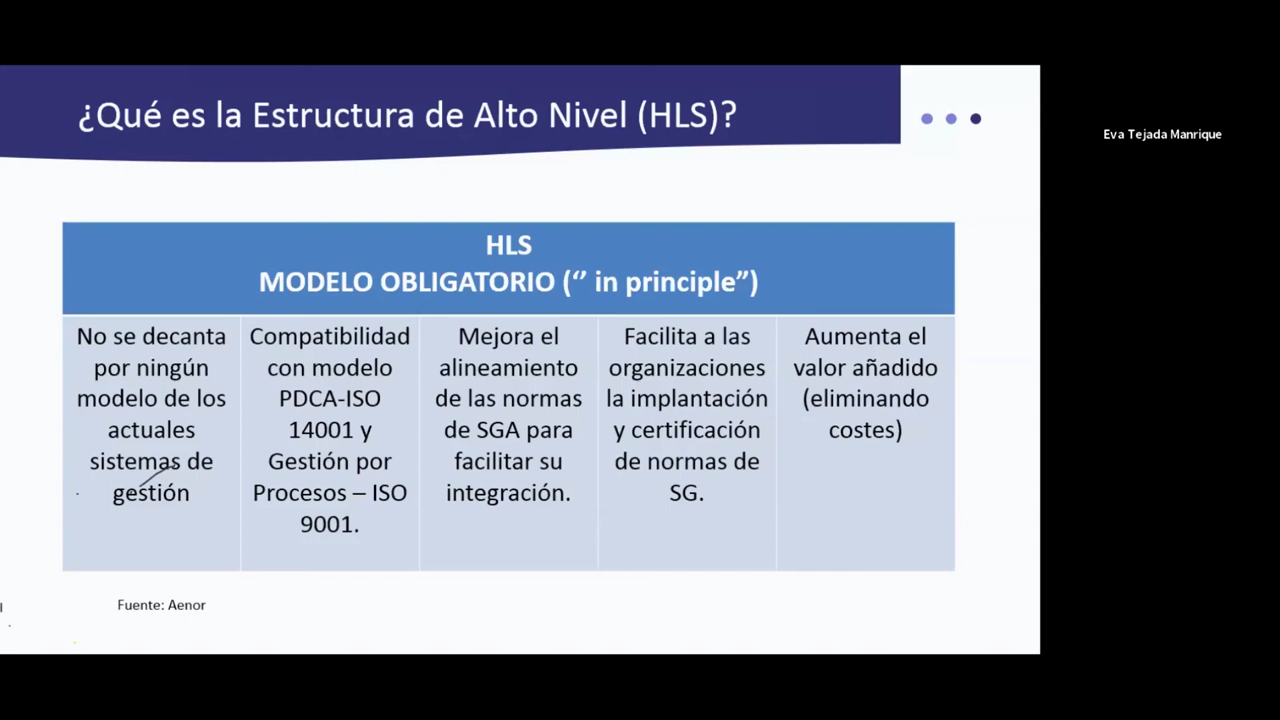 ¿Qué es la Estructura de Alto Nivel (HLS)?
Eva Tejada Manrique
HLS
MODELO OBLIGATORIO (‘’ in principle”)
No se decanta
por ningún
modelo de los
actuales
sistemas de
gestión
Compatibilidad
con modelo
PDCA-ISO
14001 y
Gestión por
Procesos – ISO
9001.
Mejora el
alineamiento
de las normas
de SGA para
facilitar su
integración.
Facilita a las
organizaciones
la implantación
y certificación
de normas de
SG.
Aumenta el
valor añadido
(eliminando
costes)
Fuente: Aenor